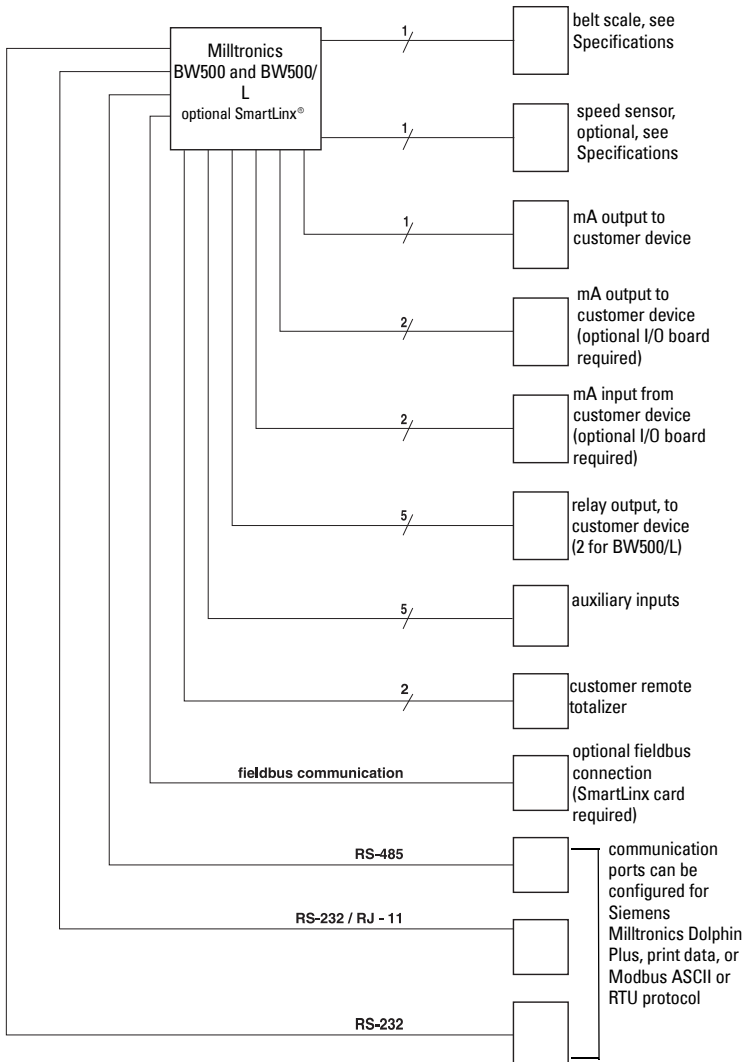 Milltronics
BW500 and BW500/
L
optional SmartLinx®
1
belt scale, see
Specifications
1
speed sensor,
optional, see
Specifications
1
mA output to
customer device
2
mA output to
customer device
(optional I/O board
required)
2
mA input from
customer device
(optional I/O board
required)
5
relay output, to
customer device
(2 for BW500/L)
5
auxiliary inputs
2
customer remote
totalizer
fieldbus communication
optional fieldbus
connection
(SmartLinx card
required)
RS-485
RS-232 / RJ - 11
RS-232
communication
ports can be
configured for
Siemens
Milltronics Dolphin
Plus, print data, or
Modbus ASCII or
RTU protocol